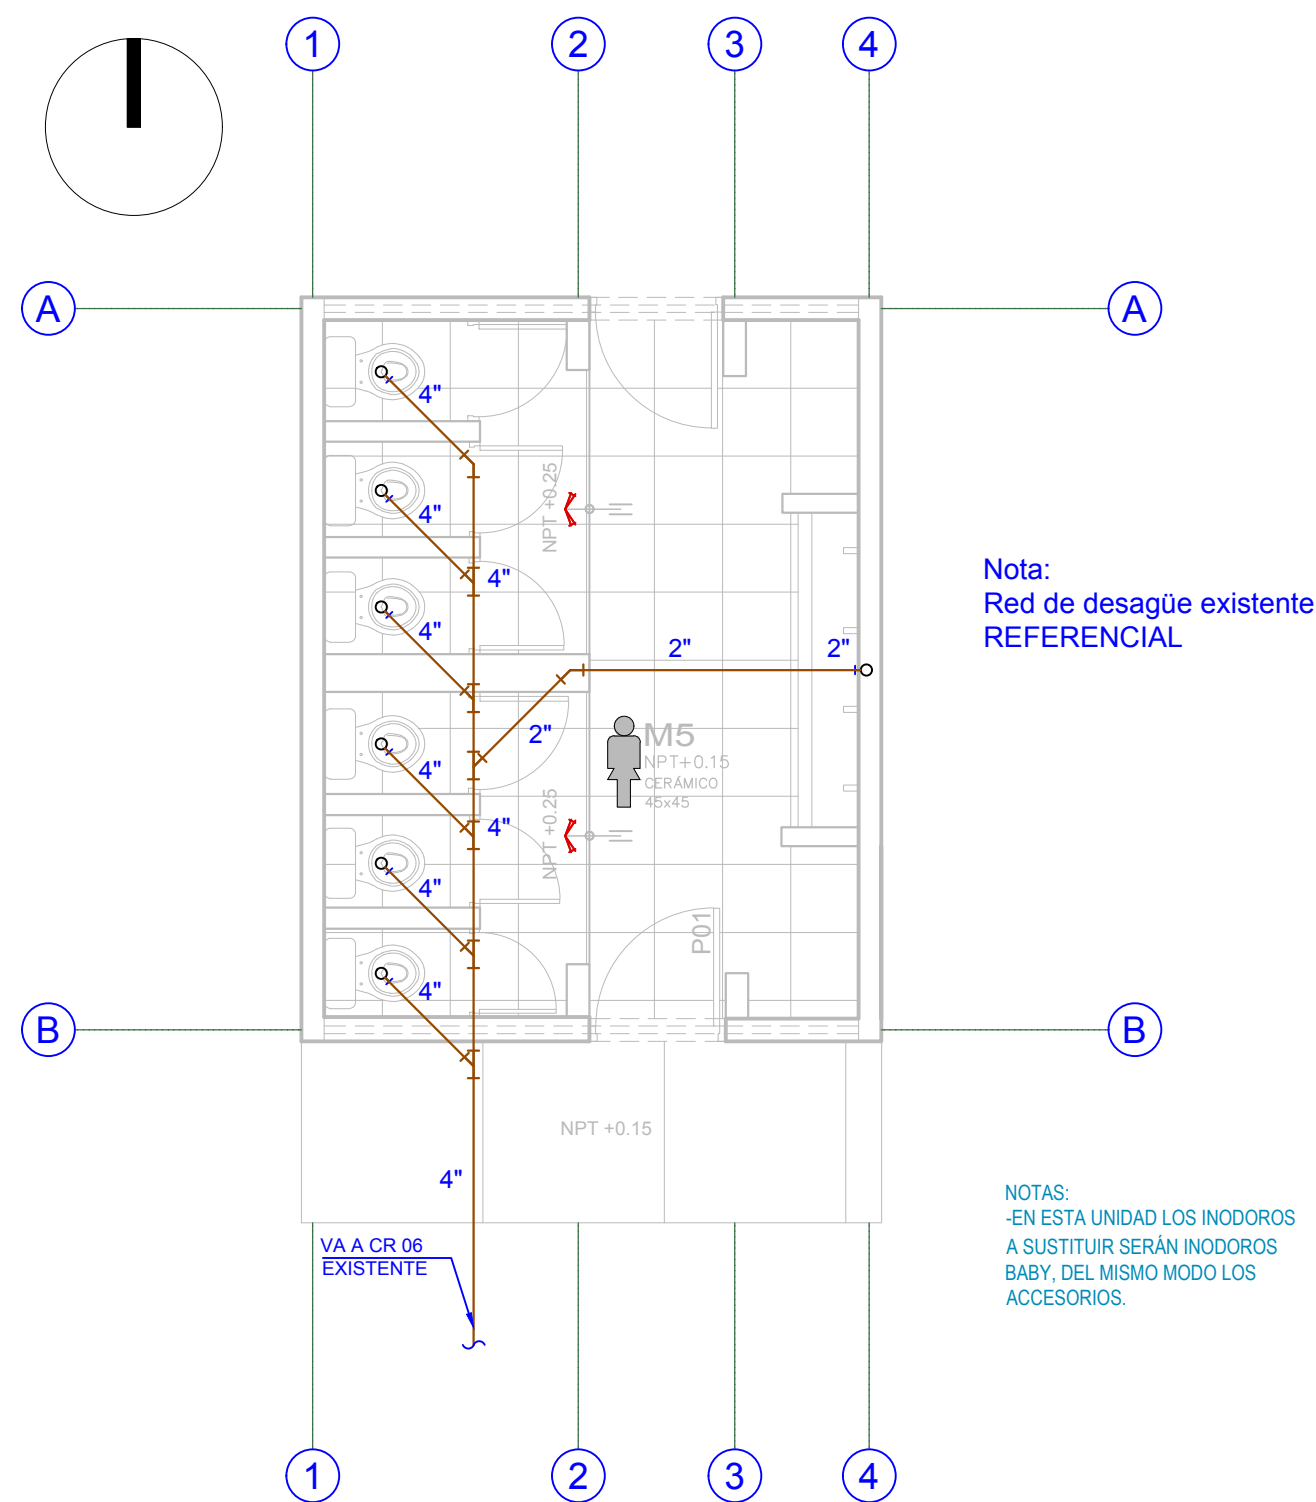 1
2
3
4
A
A
4"
NPT +0.25
4"
4"
Nota:
Red de desagüe existente
REFERENCIAL
4"
2"
2"
2"
M5
NPT+0.15
CERÁMICO
45x45
4"
NPT +0.25
4"
4"
P01
4"
B
B
NPT +0.15
4"
NOTAS:
-EN ESTA UNIDAD LOS INODOROS
A SUSTITUIR SERÁN INODOROS
BABY, DEL MISMO MODO LOS
ACCESORIOS.
VA A CR 06
EXISTENTE
1
2
3
4